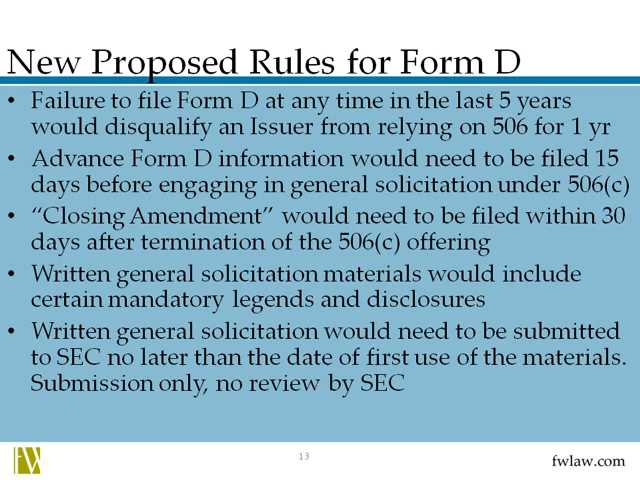 New Proposed Rules for Form D
• Failure to file Form D at any time in the last 5 years
would disqualify an Issuer from relying on 506 for 1 yr
• Advance Form D information would need to be filed 15
days before engaging in general solicitation under 506(c)
• “Closing Amendment” would need to be filed within 30
days after termination of the 506(c) offering
• Written general solicitation materials would include
certain mandatory legends and disclosures
• Written general solicitation would need to be submitted
to SEC no later than the date of first use of the materials.
Submission only, no review by SEC
FW
13
fwlaw.com